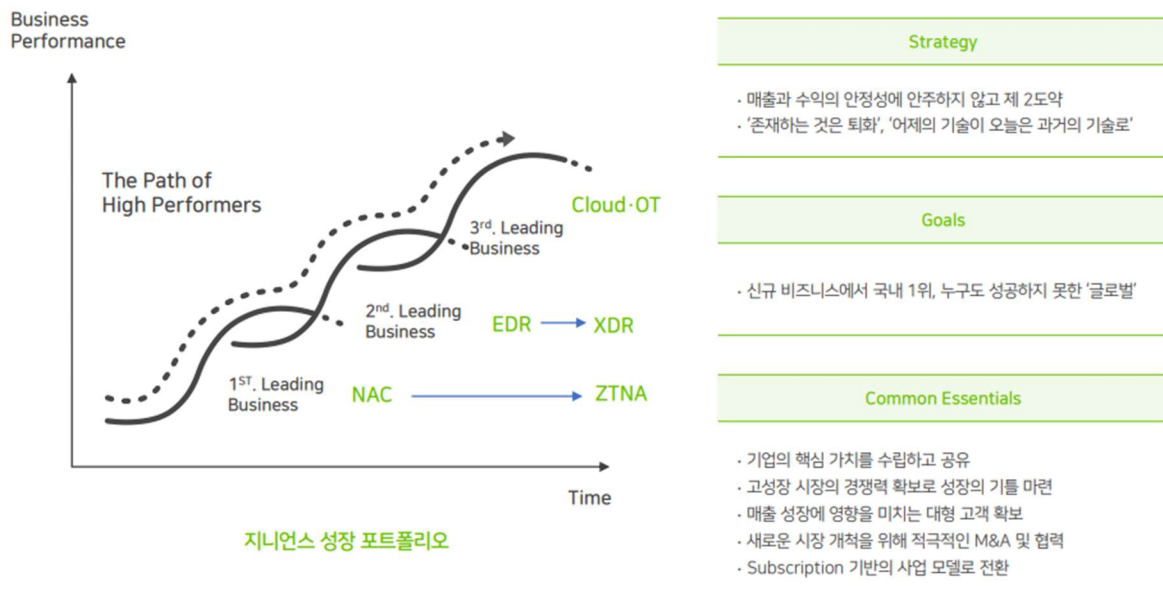 Business
Performance
The Path of
High Performers
Cloud·OT
3rd. Leading
Business
2nd. Leading
Business
EDR
XDR
1ST. Leading
Business
NAC
ZTNA
Time
지니언스 성장 포트폴리오
Strategy
· 매출과 수익의 안정성에 안주하지 않고 제 2도약
· ‘존재하는 것은 퇴화’, ‘어제의 기술이 오늘은 과거의 기술로’
Goals
· 신규 비즈니스에서 국내 1위, 누구도 성공하지 못한 ‘글로벌’
Common Essentials
· 기업의 핵심 가치를 수립하고 공유
· 고성장 시장의 경쟁력 확보로 성장의 기틀 마련
· 매출 성장에 영향을 미치는 대형 고객 확보
· 새로운 시장 개척을 위해 적극적인 M&A 및 협력
· Subscription 기반의 사업 모델로 전환